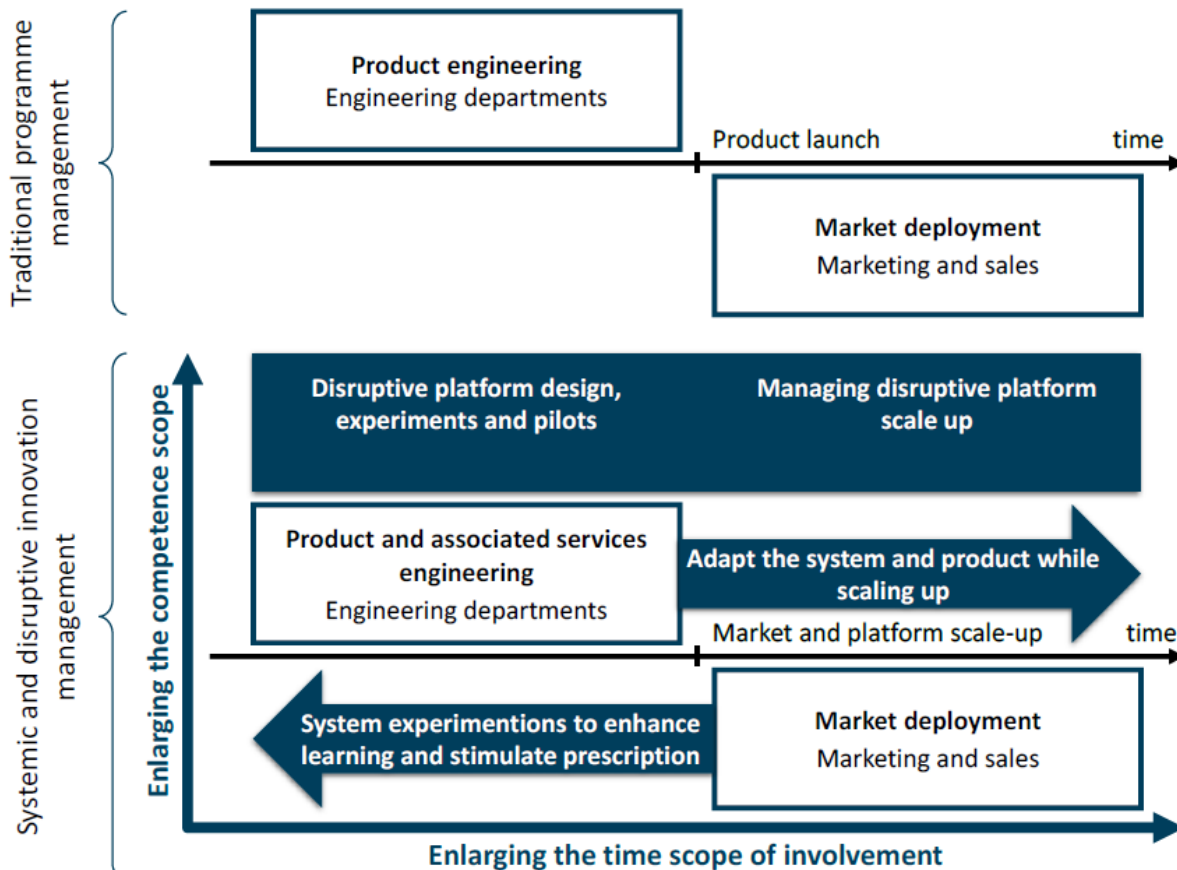 Traditional programme
management
Product engineering
Engineering departments
Product launch
time
Market deployment
Marketing and sales
Systemic and disruptive innovation
management
Enlarging the competence scope
Disruptive platform design,
experiments and pilots
Managing disruptive platform
scale up
Product and associated services
engineering
Engineering departments
Adapt the system and product while
scaling up
Market and platform scale-up
time
System experimentions to enhance
learning and stimulate prescription
Market deployment
Marketing and sales
Enlarging the time scope of involvement